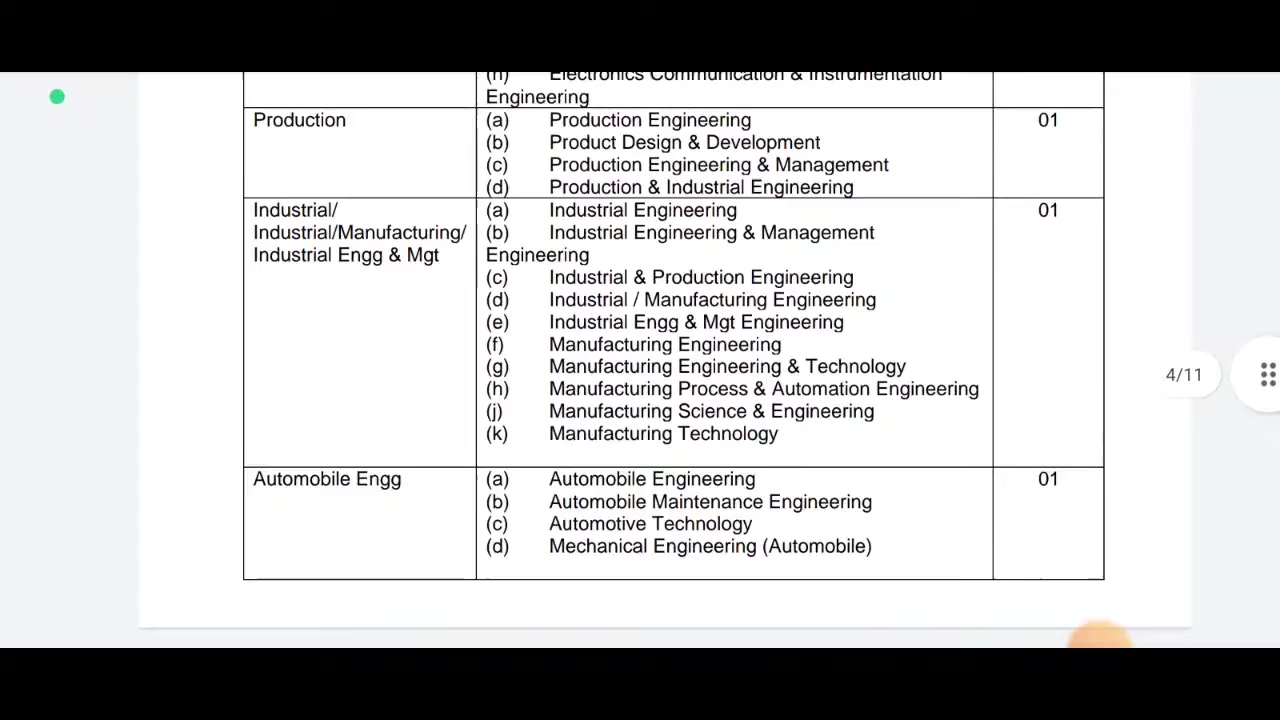 (h) Electronics Communication & Instrumentation
Engineering
Production (a) Production Engineering 01
(b) Product Design & Development
(c) Production Engineering & Management
(d) Production & Industrial Engineering
Industrial/ (a) Industrial Engineering 01
Industrial/Manufacturing/ (b) Industrial Engineering & Management
Industrial Engg & Mgt Engineering
(c) Industrial & Production Engineering
(d) Industrial / Manufacturing Engineering
(e) Industrial Engg & Mgt Engineering
(f) Manufacturing Engineering
(g) Manufacturing Engineering & Technology
(h) Manufacturing Process & Automation Engineering
(j) Manufacturing Science & Engineering
(k) Manufacturing Technology
Automobile Engg (a) Automobile Engineering 01
(b) Automobile Maintenance Engineering
(c) Automotive Technology
(d) Mechanical Engineering (Automobile)
4/11